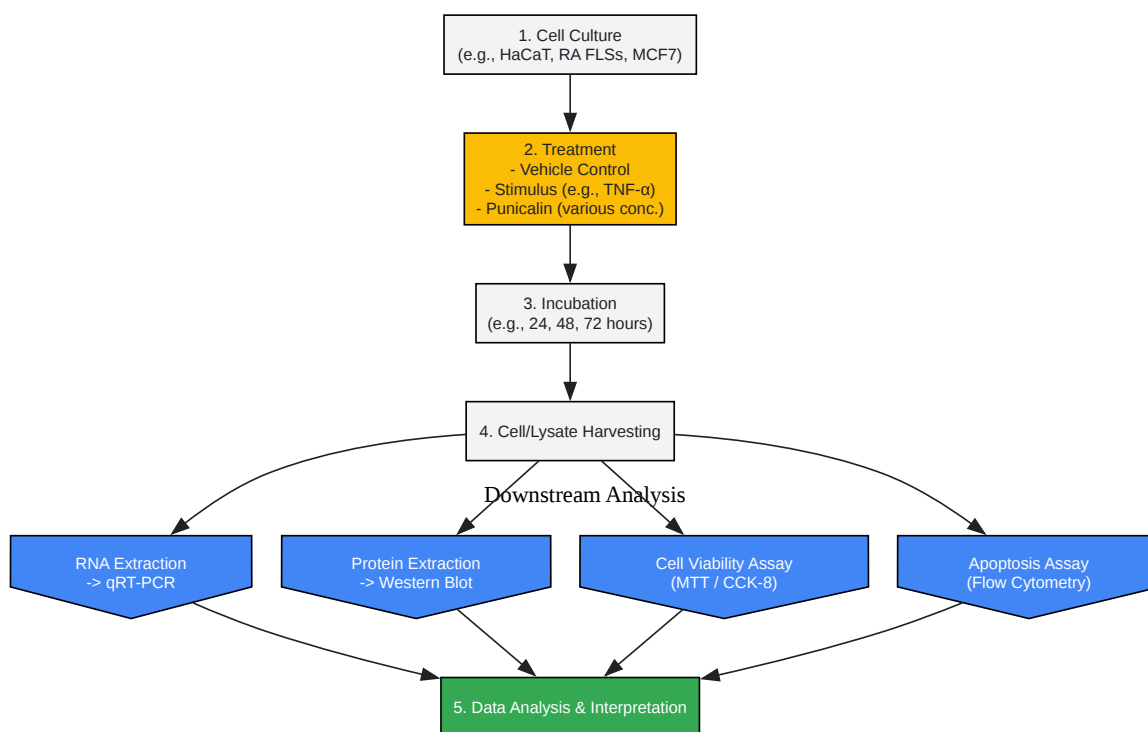 1. Cell Culture
(e.g., HaCaT, RA FLSs, MCF7)
2. Treatment
- Vehicle Control
- Stimulus (e.g., TNF-α)
- Punicalin (various conc.)
3. Incubation
(e.g., 24, 48, 72 hours)
4. Cell/Lysate Harvesting
Downstream Analysis
RNA Extraction
-> qRT-PCR
Protein Extraction
-> Western Blot
Cell Viability Assay
(MTT / CCK-8)
Apoptosis Assay
(Flow Cytometry)
5. Data Analysis & Interpretation